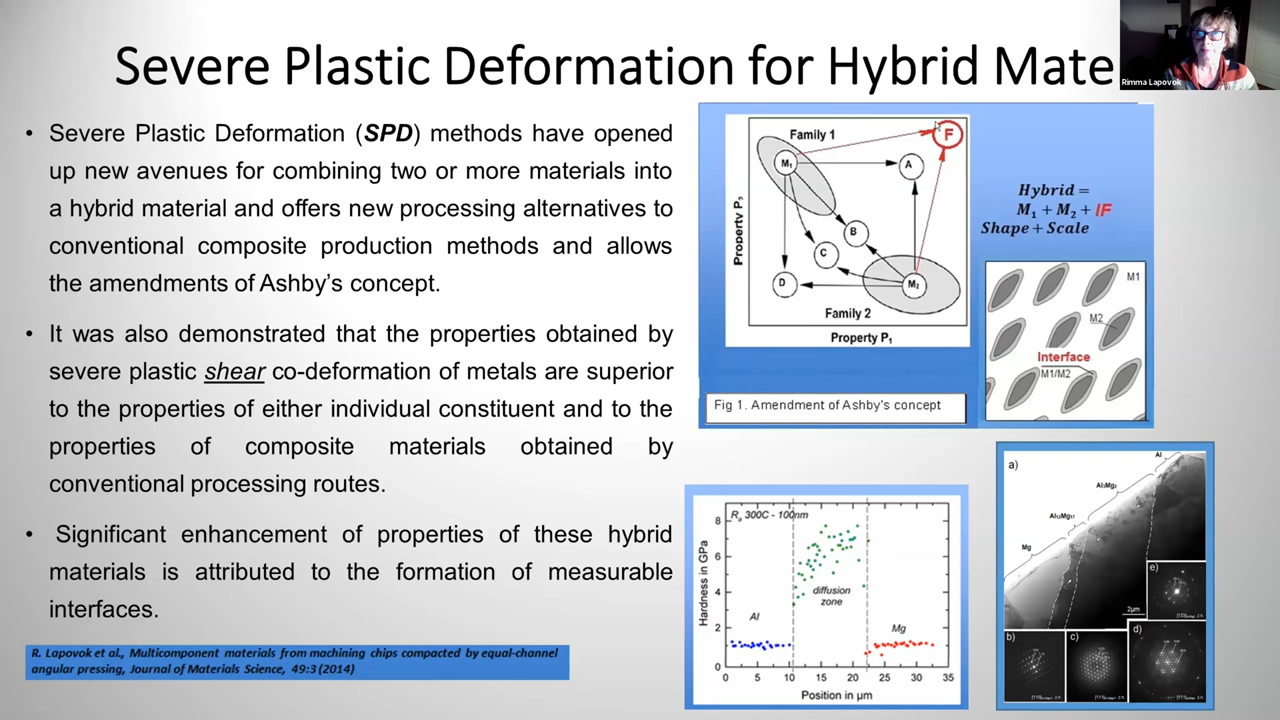 Severe Plastic Deformation for Hybrid Mate
Rimma Lapovok
• Severe Plastic Deformation (SPD) methods have opened
up new avenues for combining two or more materials into
a hybrid material and offers new processing alternatives to
conventional composite production methods and allows
the amendments of Ashby's concept.
• It was also demonstrated that the properties obtained by
severe plastic shear co-deformation of metals are superior
to the properties of either individual constituent and to the
properties of composite materials obtained by
conventional processing routes.
• Significant enhancement of properties of these hybrid
materials is attributed to the formation of measurable
interfaces.
R. Lapovok et al., Multicomponent materials from machining chips compacted by equal-channel
angular pressing, Journal of Materials Science, 49:3 (2014)
Family 1
F
M₁
A
B
C
D
M₂
Family 2
Property P₂
Property P₁
Fig 1. Amendment of Ashby's concept
Hybrid =
M₁ + M₂ + IF
Shape + Scale
M1
M2
Interface
M1/M2
Rₐ 300C - 100nm
Hardness in GPa
8
6
4
2
0
Al
diffusion
zone
Mg
0 5 10 15 20 25 30 35
Position in µm
a)
Al
Al₃Mg₂
Al₁₂Mg₁₇
Mg
2µm
e)
b)
c)
d)